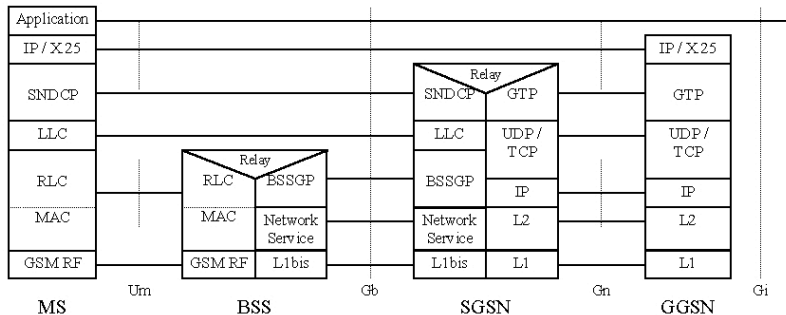 Application
IP / X25
IP / X25
Relay
SNDCP
SNDCP
GTP
GTP
LLC
LLC
UDP /
TCP
UDP /
TCP
Relay
RLC
RLC
BSSGP
BSSGP
IP
IP
MAC
MAC
Network
Service
Network
Service
L2
L2
GSM RF
GSM RF
L1bis
L1bis
L1
L1
Um
Gb
Gn
Gi
MS
BSS
SGSN
GGSN